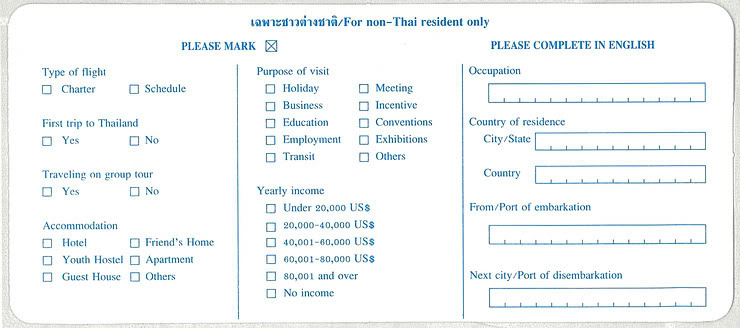 เฉพาะชาวต่างชาติ/For non-Thai resident only
PLEASE MARK ☒
PLEASE COMPLETE IN ENGLISH
Type of flight
Charter
Schedule
First trip to Thailand
Yes
No
Traveling on group tour
Yes
No
Accommodation
Hotel
Friend's Home
Youth Hostel
Apartment
Guest House
Others
Purpose of visit
Holiday
Meeting
Business
Incentive
Education
Conventions
Employment
Exhibitions
Transit
Others
Yearly income
Under 20,000 US$
20,000-40,000 US$
40,001-60,000 US$
60,001-80,000 US$
80,001 and over
No income
Occupation
Country of residence
City/State
Country
From/Port of embarkation
Next city/Port of disembarkation